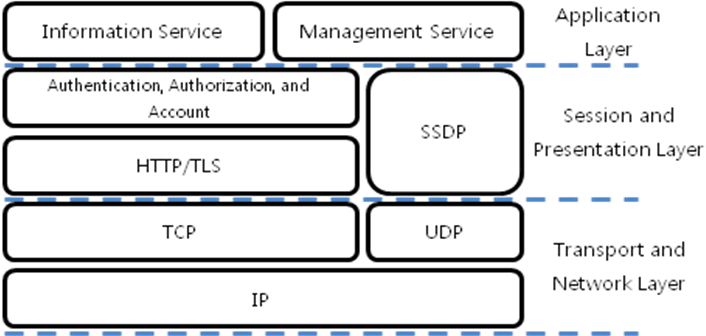 Information Service
Management Service
Application
Layer
Authentication, Authorization, and
Account
SSDP
Session and
Presentation Layer
HTTP/TLS
TCP
UDP
Transport and
Network Layer
IP